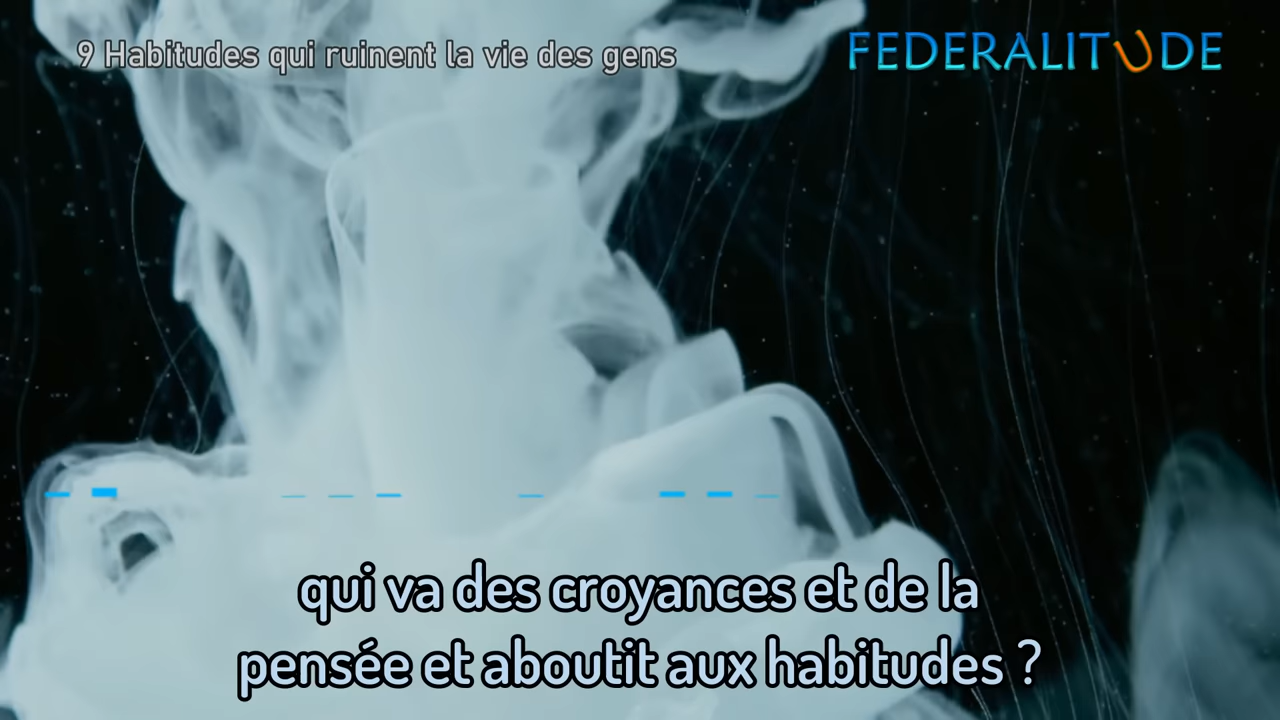 9 Habitudes qui ruinent la vie des gens
FEDERALITUDE
qui va des croyances et de la
pensée et aboutit aux habitudes ?